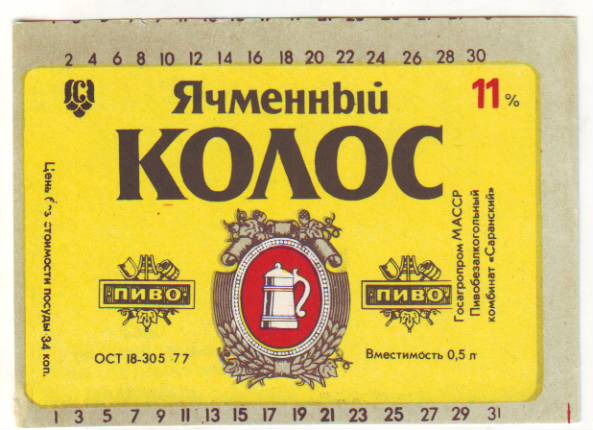 2 4 6 8 10 12 14 16 18 20 22 24 26 28 30
Ячменный
КОЛОС
11%
Цена без стоимости посуды 34 коп.
Госагропром МАССР
Пивобезалкогольный
комбинат «Саранский»
ПИВО
ПИВО
ОСТ 18-305 77
Вместимость 0,5 л
1 3 5 7 9 11 13 15 17 19 21 23 25 27 29 31